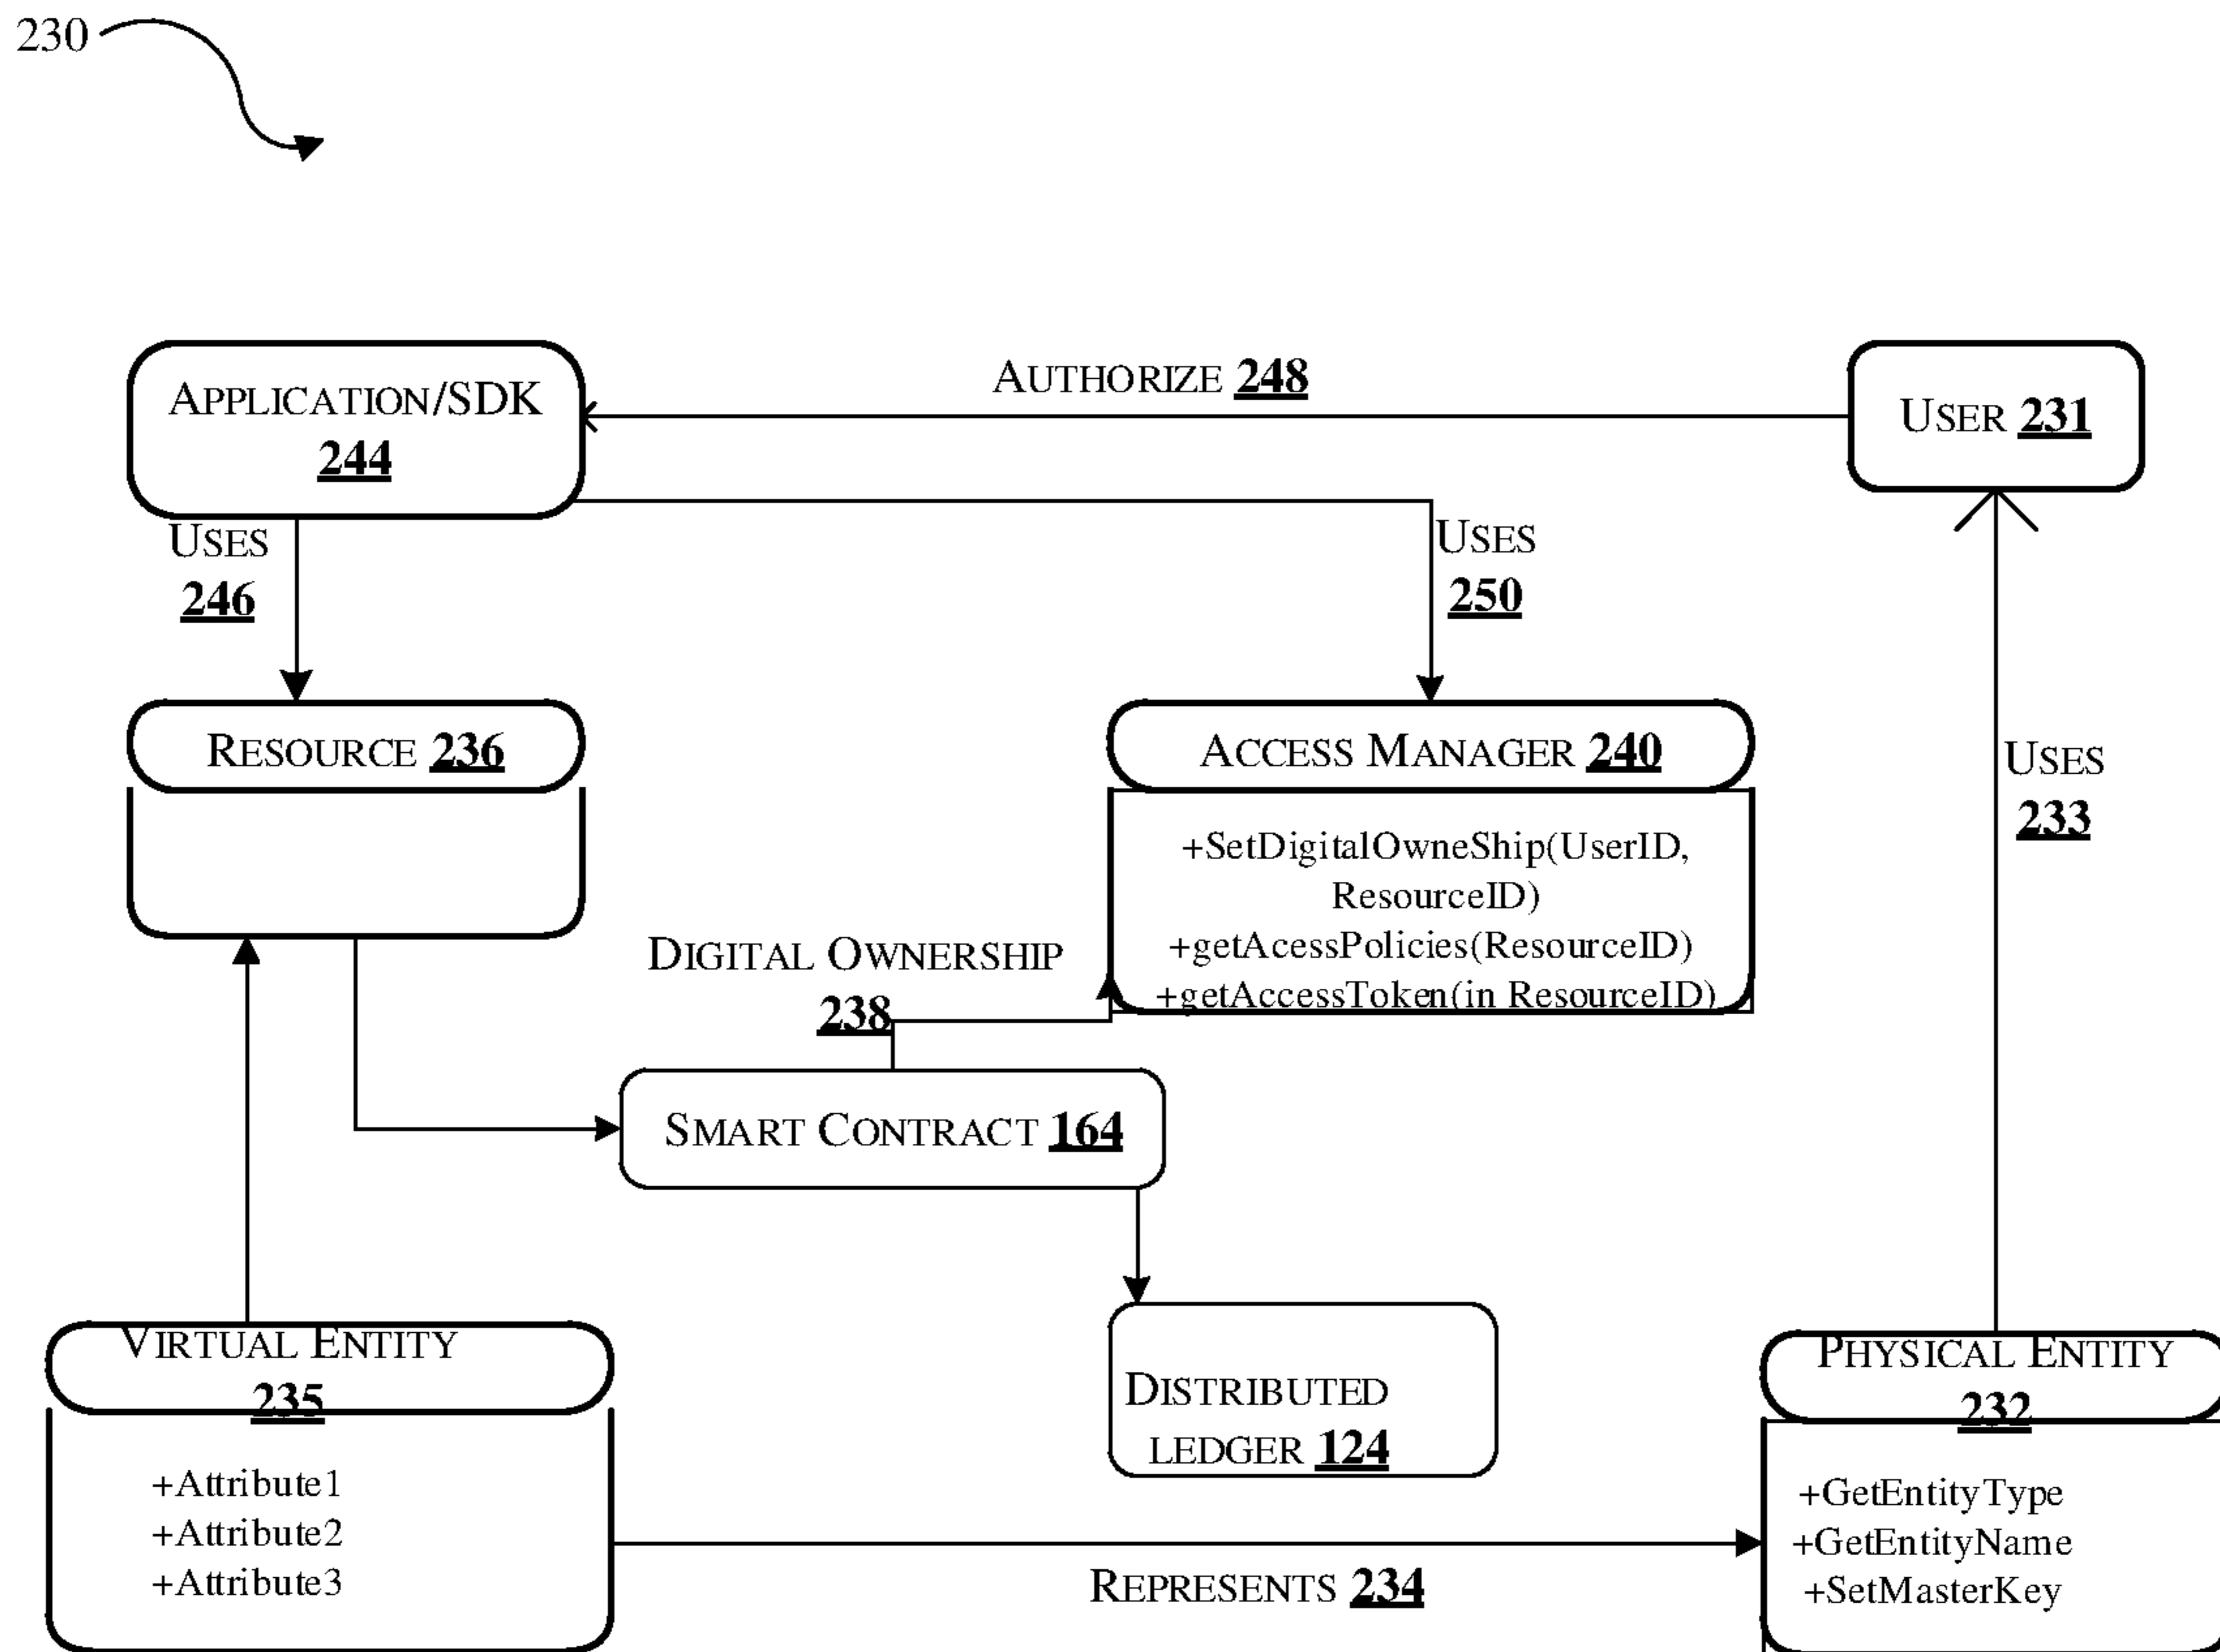 230
APPLICATION/SDK
244
AUTHORIZE 248
USER 231
USES
246
USES
250
RESOURCE 236
ACCESS MANAGER 240
USES
233
+SetDigitalOwneShip(UserID,
ResourceID)
+getAcessPolicies(ResourceID)
+getAccessToken(in ResourceID)
DIGITAL OWNERSHIP
238
SMART CONTRACT 164
VIRTUAL ENTITY
235
+Attribute1
+Attribute2
+Attribute3
DISTRIBUTED
LEDGER 124
REPRESENTS 234
PHYSICAL ENTITY
232
+GetEntityType
+GetEntityName
+SetMasterKey